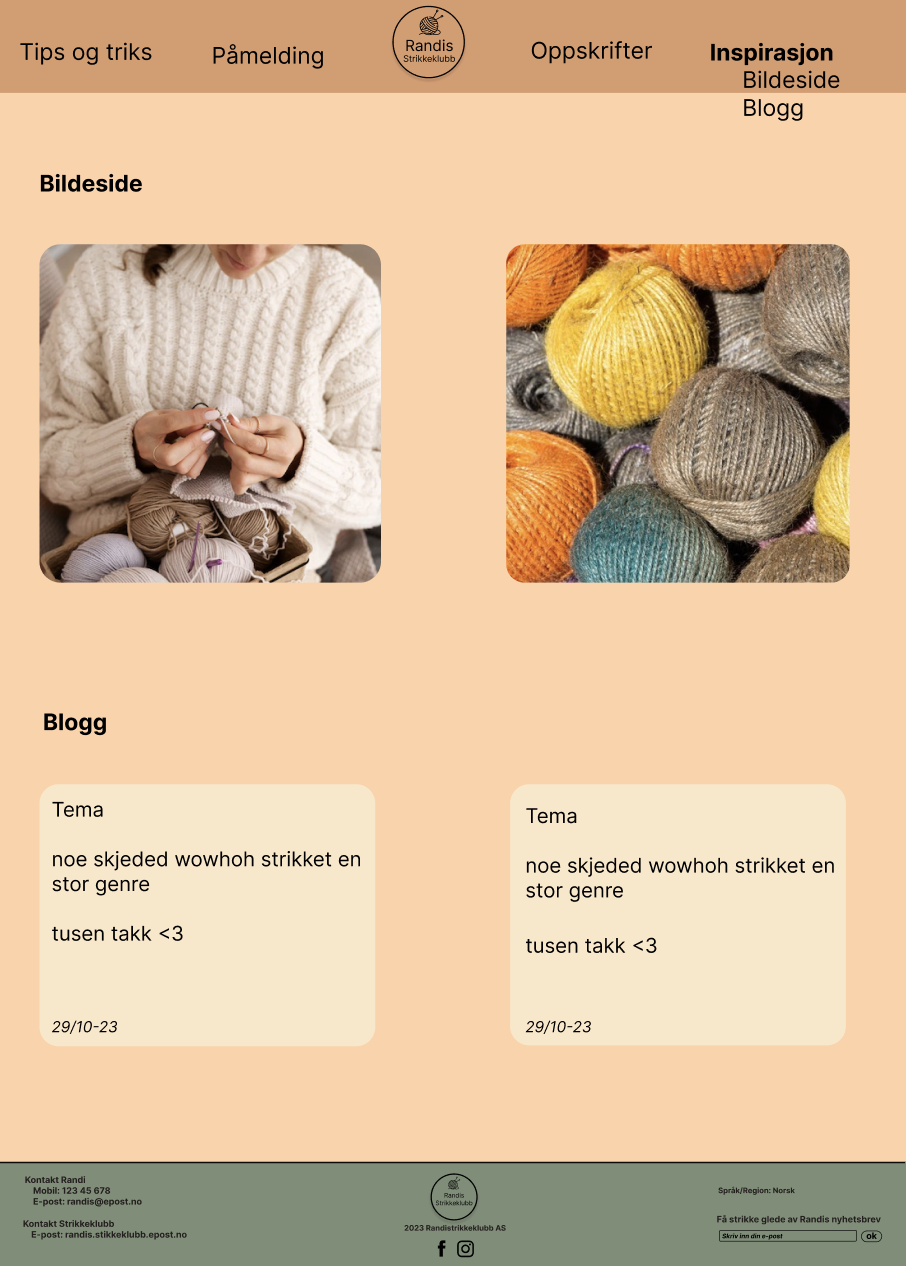 Tips og triks
Påmelding
Randis
Strikkeklubb
Oppskrifter
Inspirasjon
Bildeside
Blogg
Bildeside
Blogg
Tema
noe skjeded wowhoh strikket en
stor genre
tusen takk <3
29/10-23
Tema
noe skjeded wowhoh strikket en
stor genre
tusen takk <3
29/10-23
Kontakt Randi
Mobil: 123 45 678
E-post: randis@epost.no
Kontakt Strikkeklubb
E-post: randis.stikkeklubb.epost.no
Randis
Strikkeklubb
2023 Randistrikkeklubb AS
Språk/Region: Norsk
Få strikke glede av Randis nyhetsbrev
Skriv inn din e-post
ok